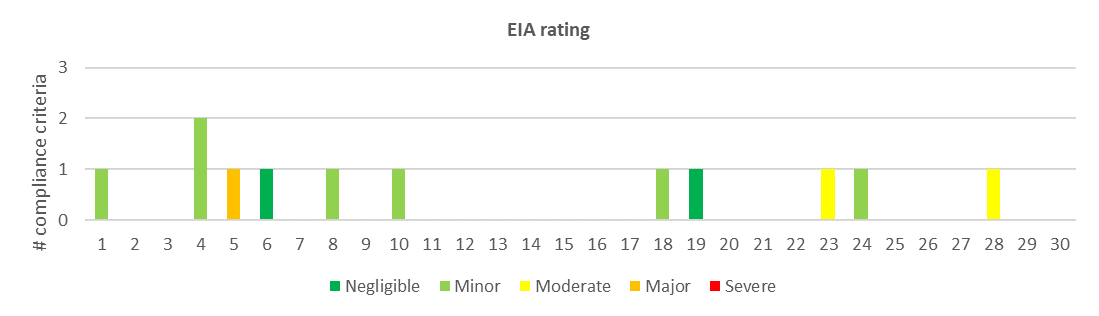 EIA rating
# compliance criteria
3
2
1
0
1 2 3 4 5 6 7 8 9 10 11 12 13 14 15 16 17 18 19 20 21 22 23 24 25 26 27 28 29 30
Negligible Minor Moderate Major Severe